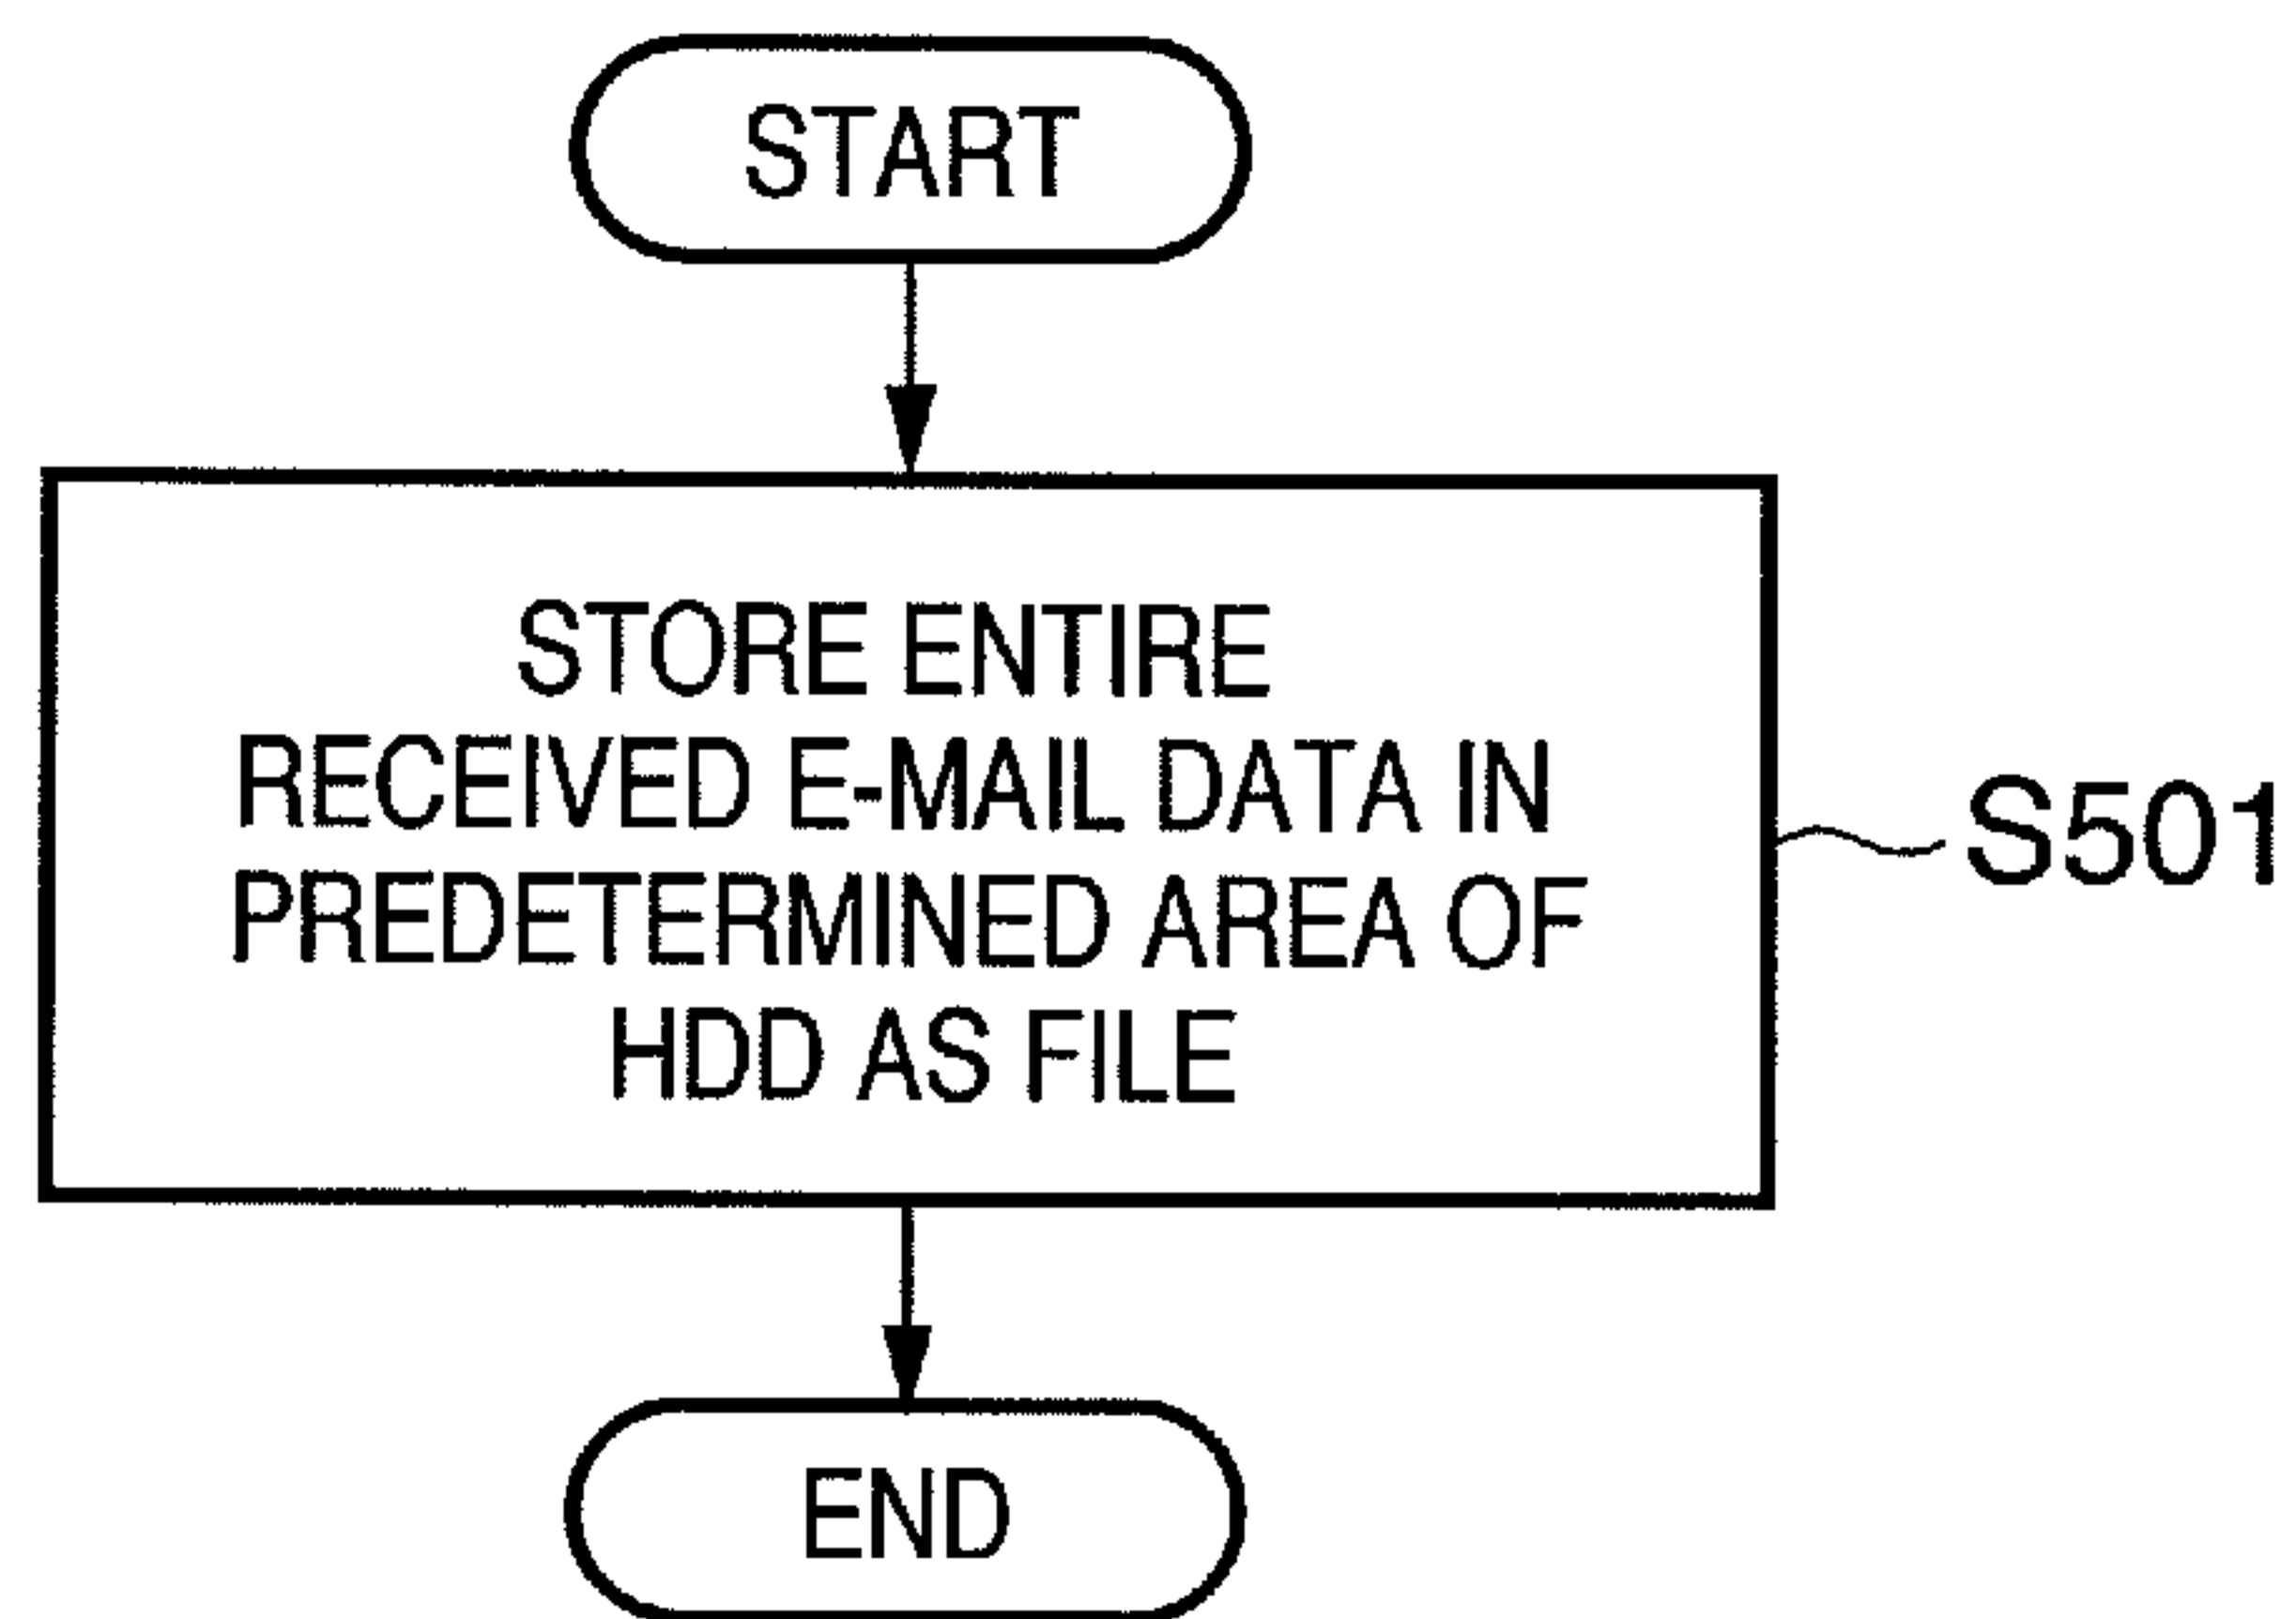 START
STORE ENTIRE
RECEIVED E-MAIL DATA IN
PREDETERMINED AREA OF
HDD AS FILE
S501
END